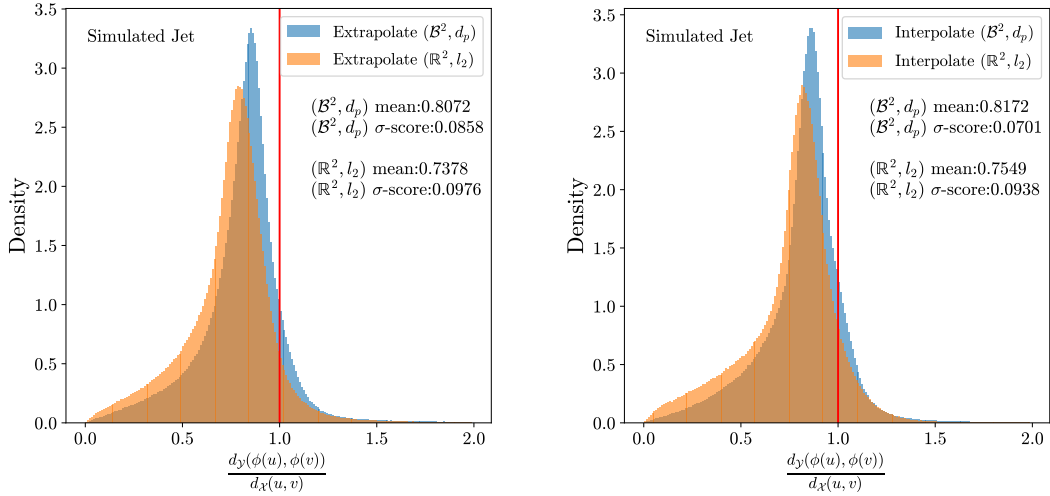 Simulated Jet
Extrapolate (ℬ², d_p)
Extrapolate (ℝ², l₂)
(ℬ², d_p) mean:0.8072
(ℬ², d_p) σ-score:0.0858
(ℝ², l₂) mean:0.7378
(ℝ², l₂) σ-score:0.0976
Density
3.5
3.0
2.5
2.0
1.5
1.0
0.5
0.0
0.0 0.5 1.0 1.5 2.0
d_𝒴(ϕ(u), ϕ(v))
d_𝒳(u, v)
Simulated Jet
Interpolate (ℬ², d_p)
Interpolate (ℝ², l₂)
(ℬ², d_p) mean:0.8172
(ℬ², d_p) σ-score:0.0701
(ℝ², l₂) mean:0.7549
(ℝ², l₂) σ-score:0.0938
Density
3.5
3.0
2.5
2.0
1.5
1.0
0.5
0.0
0.0 0.5 1.0 1.5 2.0
d_𝒴(ϕ(u), ϕ(v))
d_𝒳(u, v)